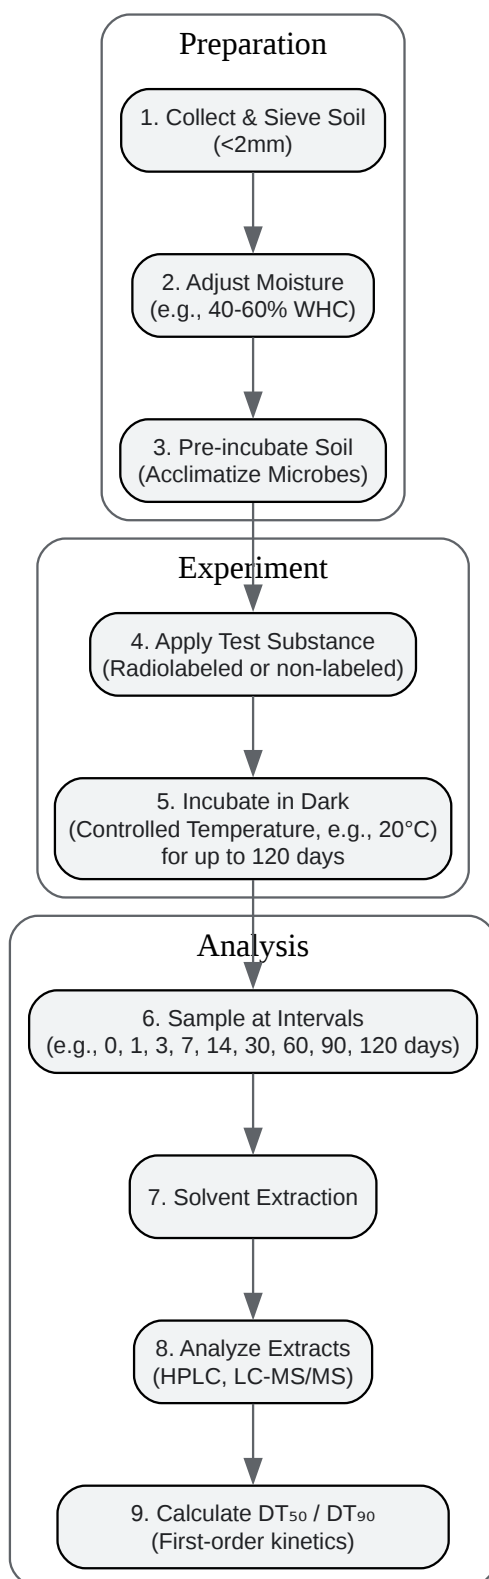 Preparation
1. Collect & Sieve Soil
(<2mm)
2. Adjust Moisture
(e.g., 40-60% WHC)
3. Pre-incubate Soil
(Acclimatize Microbes)
Experiment
4. Apply Test Substance
(Radiolabeled or non-labeled)
5. Incubate in Dark
(Controlled Temperature, e.g., 20°C)
for up to 120 days
Analysis
6. Sample at Intervals
(e.g., 0, 1, 3, 7, 14, 30, 60, 90, 120 days)
7. Solvent Extraction
8. Analyze Extracts
(HPLC, LC-MS/MS)
9. Calculate DT₅₀ / DT₉₀
(First-order kinetics)